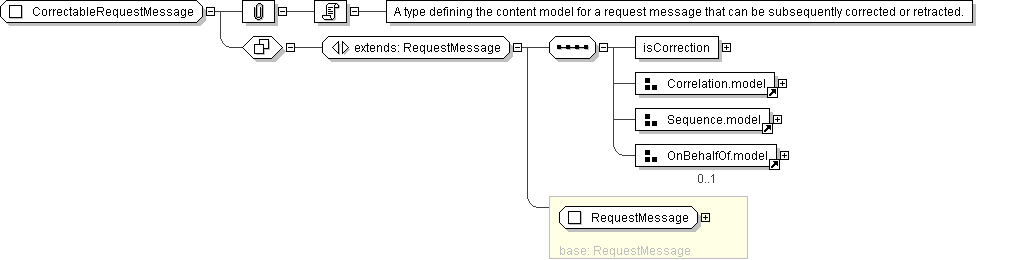 CorrectableRequestMessage
A type defining the content model for a request message that can be subsequently corrected or retracted.
extends: RequestMessage
isCorrection
Correlation.model
Sequence.model
OnBehalfOf.model
0..1
RequestMessage
base: RequestMessage